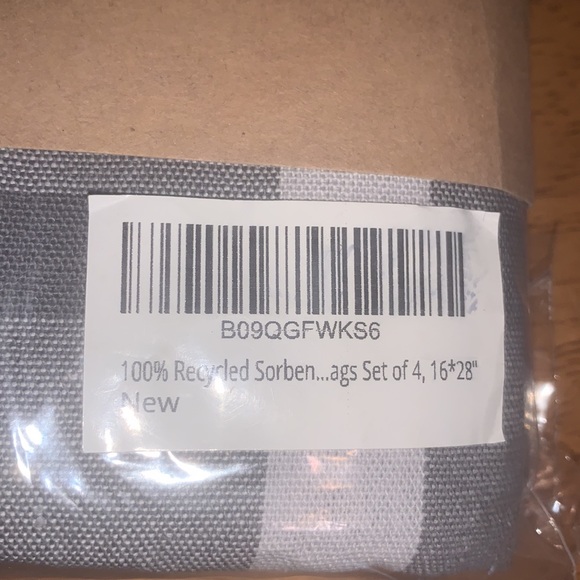 B09QGFWKS6
100% Recycled Sorben...ags Set of 4, 16*28"
New